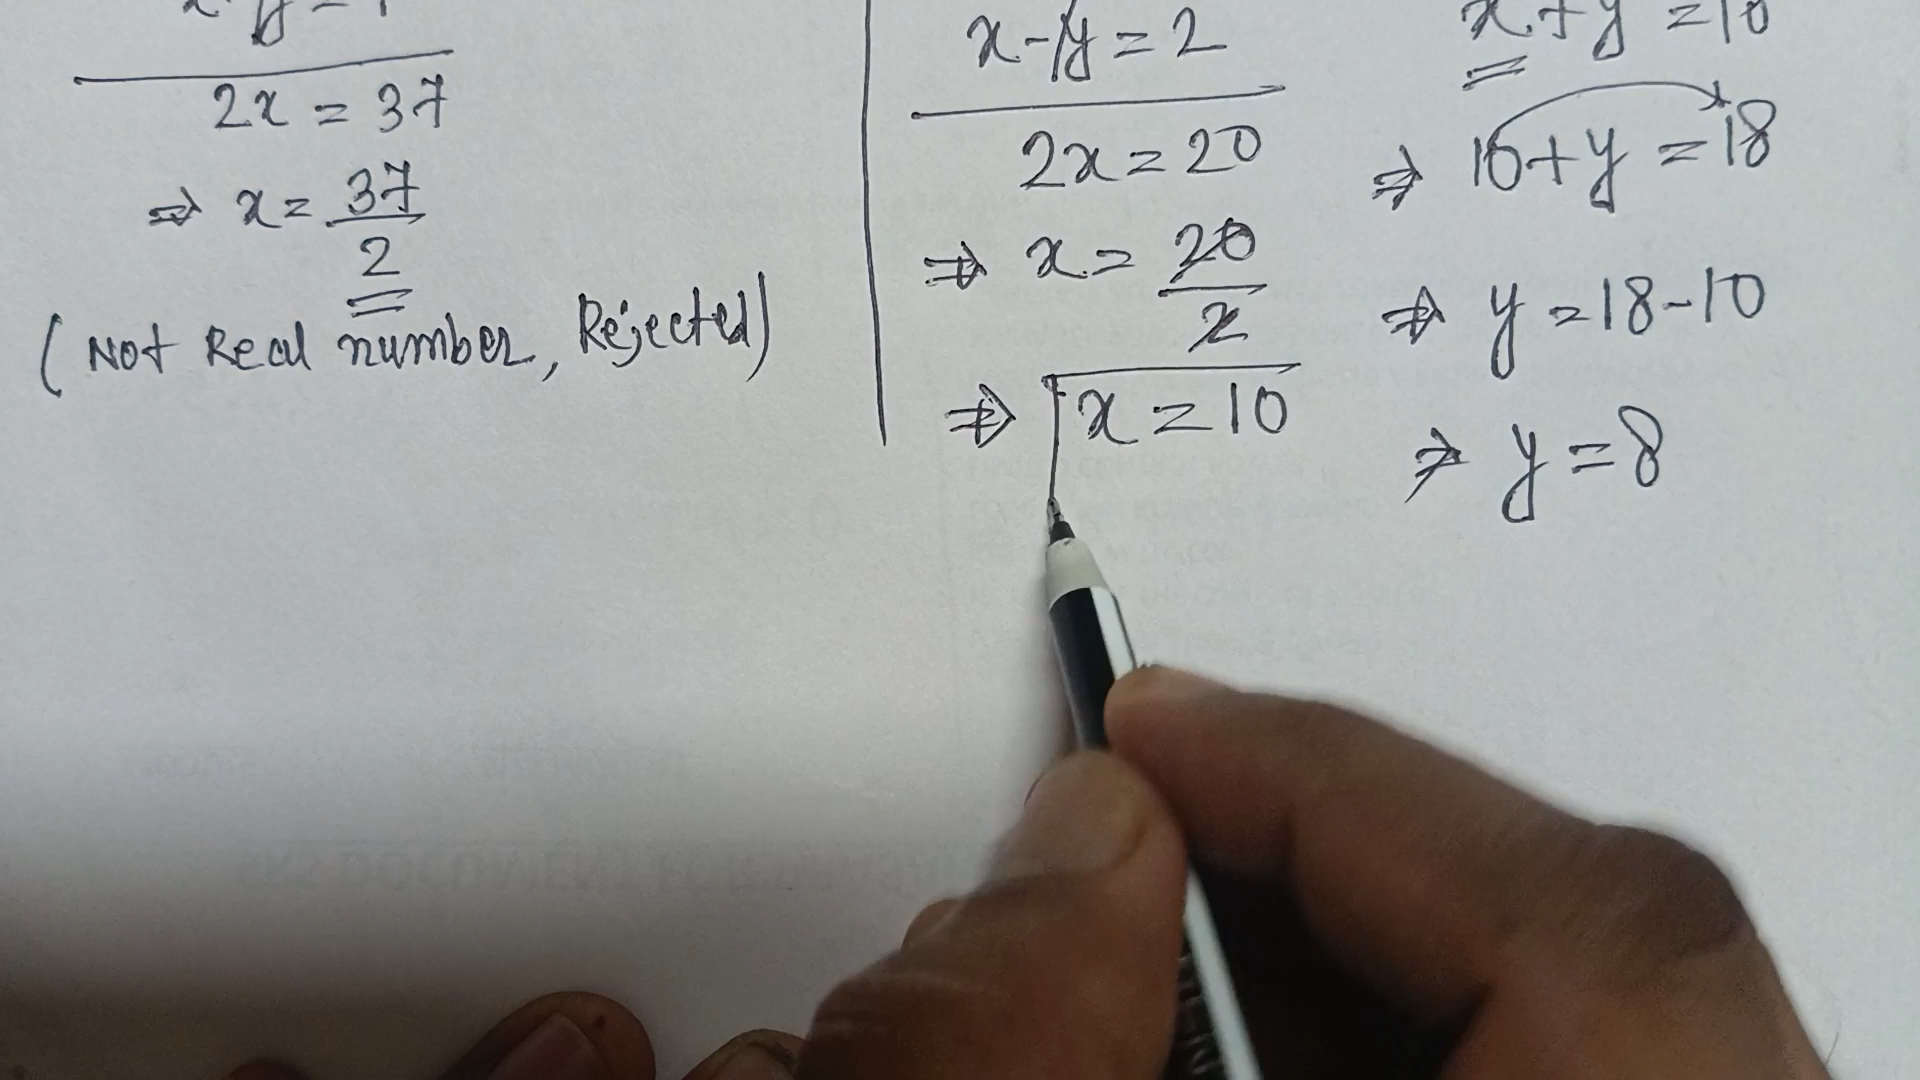 2x = 37
⇒ x = 37/2
(Not Real number, Rejected)
x - y = 2
2x = 20
⇒ x = 20/2
⇒ x = 10
x + y = 18
⇒ 10 + y = 18
⇒ y = 18 - 10
⇒ y = 8